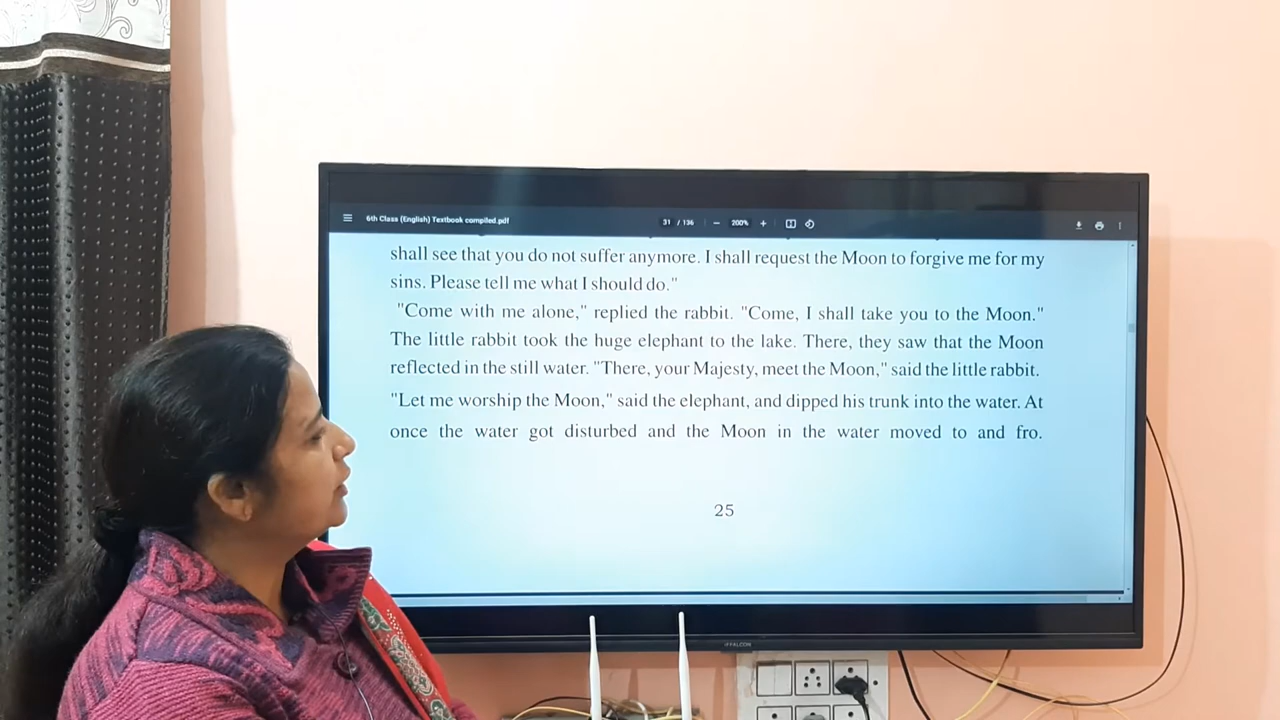 6th Class (English) Textbook compiled.pdf
31 / 136
200%
shall see that you do not suffer anymore. I shall request the Moon to forgive me for my
sins. Please tell me what I should do."
"Come with me alone," replied the rabbit. "Come, I shall take you to the Moon."
The little rabbit took the huge elephant to the lake. There, they saw that the Moon
reflected in the still water. "There, your Majesty, meet the Moon," said the little rabbit.
"Let me worship the Moon," said the elephant, and dipped his trunk into the water. At
once the water got disturbed and the Moon in the water moved to and fro.
25
iFFALCON